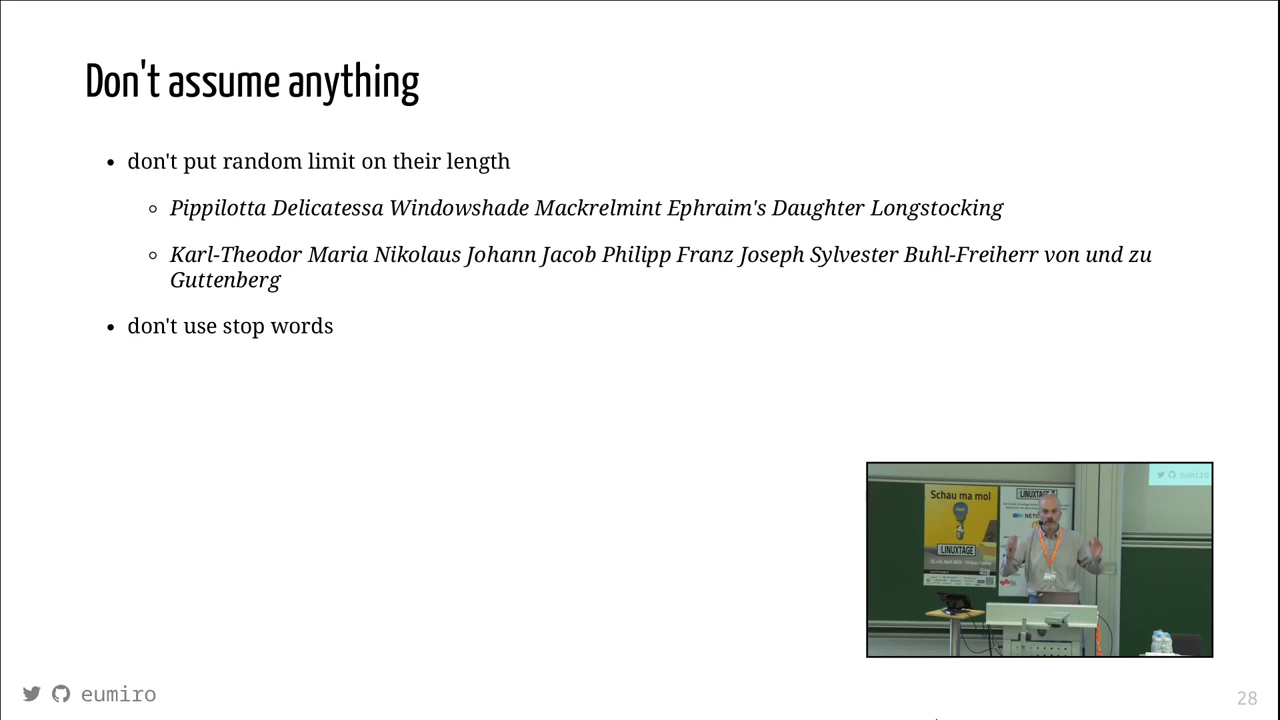 Don't assume anything
don't put random limit on their length
Pippilotta Delicatessa Windowshade Mackrelmint Ephraim's Daughter Longstocking
Karl-Theodor Maria Nikolaus Johann Jacob Philipp Franz Joseph Sylvester Buhl-Freiherr von und zu
Guttenberg
don't use stop words
eumiro
Schau ma mol
LINUXTAGE
LINUXTAGE
eumiro
28